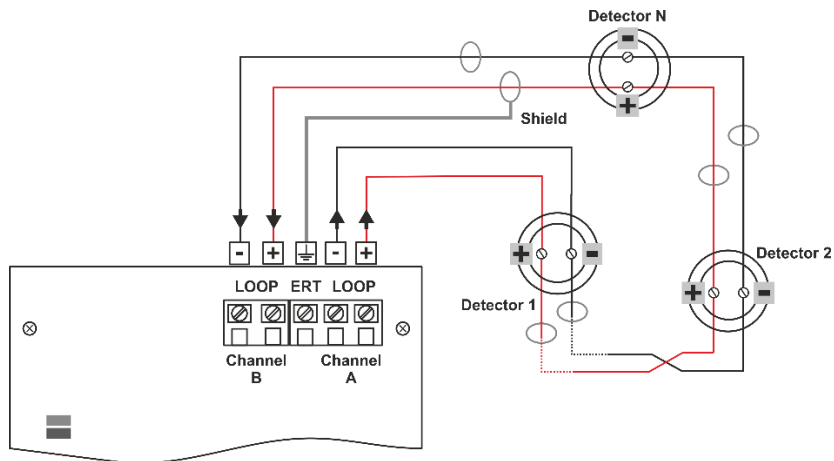 Detector N
-
+
Shield
- + - +
+ -
Detector 1
+ -
Detector 2
LOOP ERT LOOP
Channel
B
Channel
A